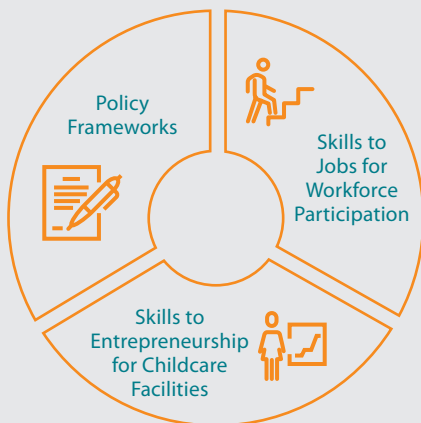 Policy
Frameworks
Skills to
Jobs for
Workforce
Participation
Skills to
Entrepreneurship
for Childcare
Facilities